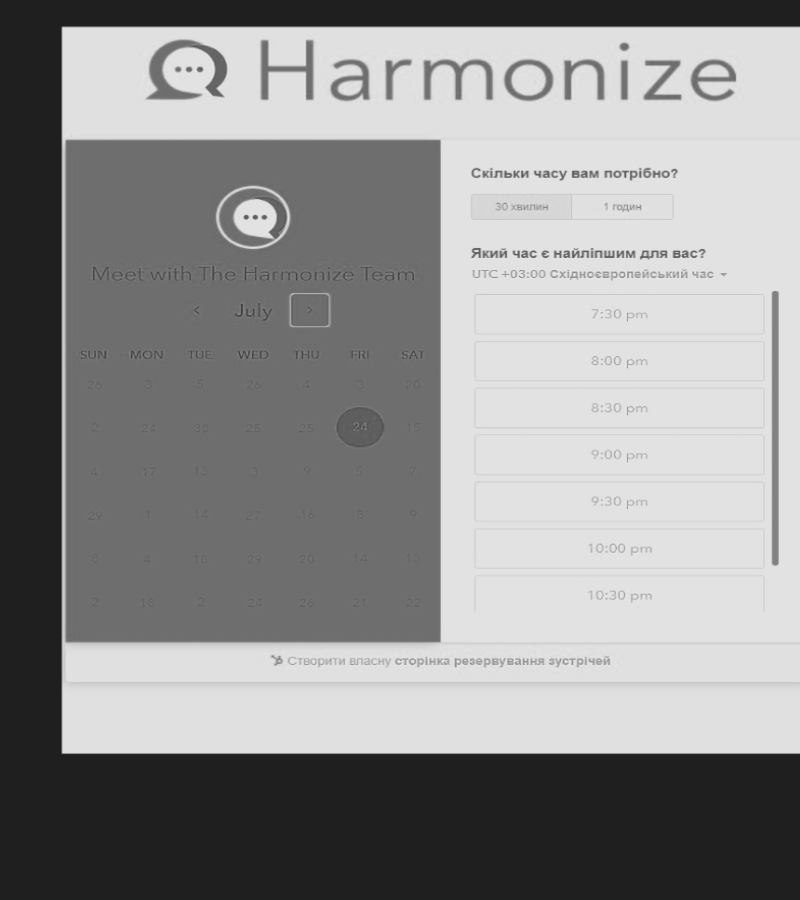 Harmonize
Meet with The Harmonize Team
< July >
SUN MON TUE WED THU FRI SAT
26 3 5 26 4 3 20
2 24 30 25 25 24 15
4 17 13 3 9 5 7
29 1 14 27 16 8 9
6 4 18 29 20 14 13
2 18 2 24 26 21 22
Скільки часу вам потрібно?
30 хвилин 1 годин
Який час є найліпшим для вас?
UTC +03:00 Східноєвропейський час
7:30 pm
8:00 pm
8:30 pm
9:00 pm
9:30 pm
10:00 pm
10:30 pm
Створити власну сторінка резервування зустрічей